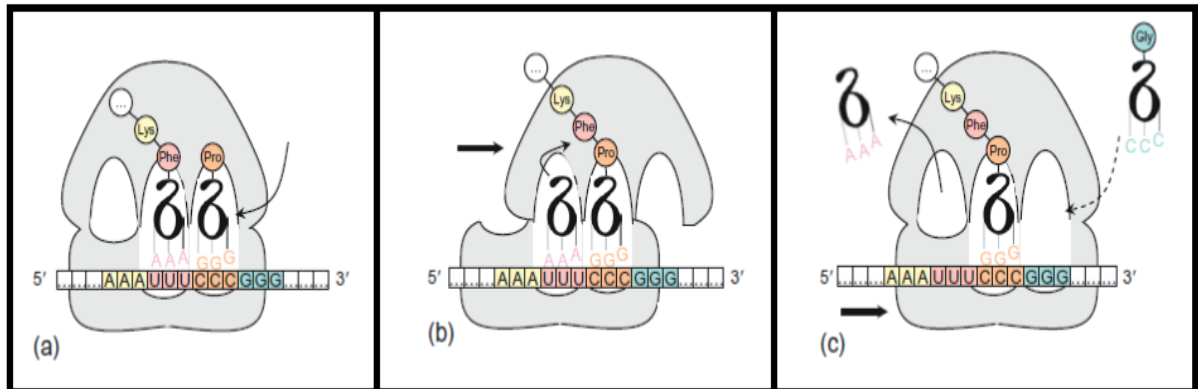 ...
Lys
Phe Pro
AAA GGG
5′ AAAUUUCCCGGG 3′
(a)
...
Lys
Phe
Pro
AAA GGG
5′ AAAUUUCCCGGG 3′
(b)
Gly
...
Lys
Phe
AAA CCC
Pro
GGG
5′ AAAUUUCCCGGG 3′
(c)